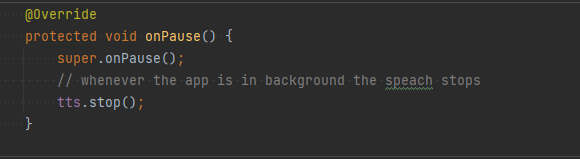 @Override
protected void onPause() {
super.onPause();
// whenever the app is in background the speach stops
tts.stop();
}